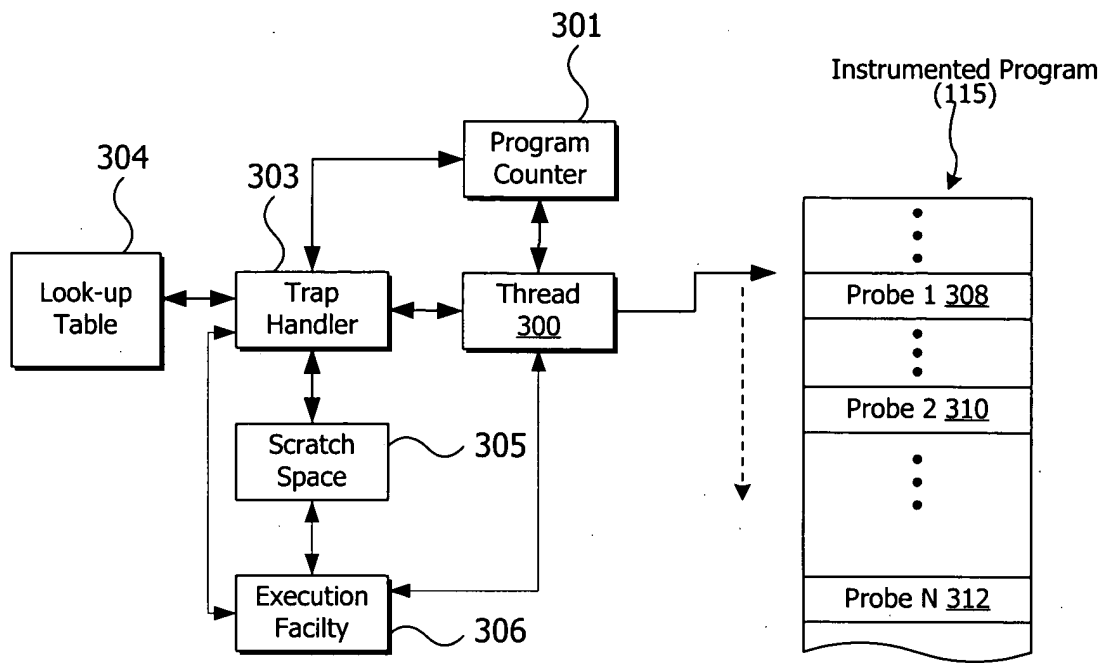 301
Instrumented Program
(115)
Program
Counter
304
303
Look-up
Table
Trap
Handler
Thread
300
Probe 1 308
Probe 2 310
Scratch
Space
305
Execution
Facilty
306
Probe N 312